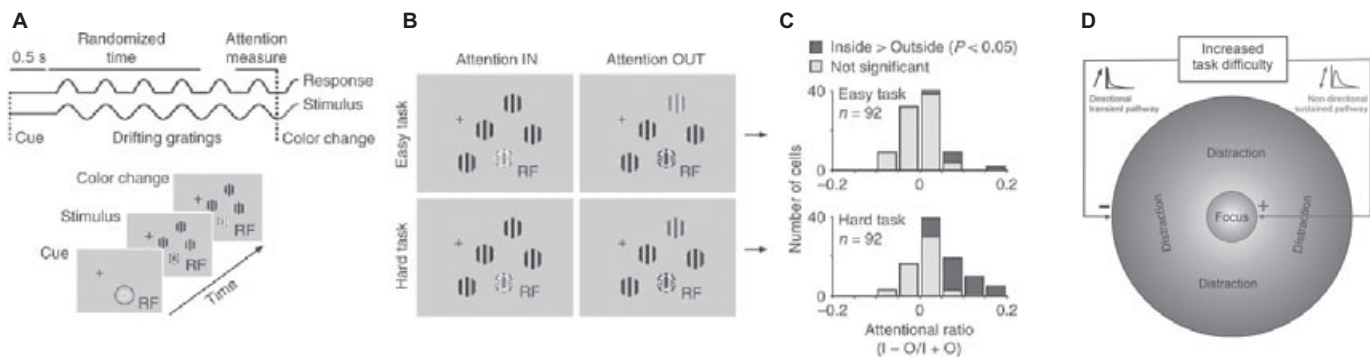 A
0.5 s
Randomized
time
Attention
measure
Response
Stimulus
Cue
Drifting gratings
Color change
Color change
Stimulus
Cue
RF
RF
RF
Time
B
Attention IN
Attention OUT
Easy task
RF
RF
Hard task
RF
RF
C
Inside > Outside (P < 0.05)
Not significant
40
Easy task
n = 92
0
−0.2
0
0.2
Number of cells
40
Hard task
n = 92
0
−0.2
0
0.2
Attentional ratio
(I − O/I + O)
D
Increased
task difficulty
Directional
transient pathway
Non-directional
sustained pathway
Distraction
Distraction
Focus
Distraction
Distraction
−
+